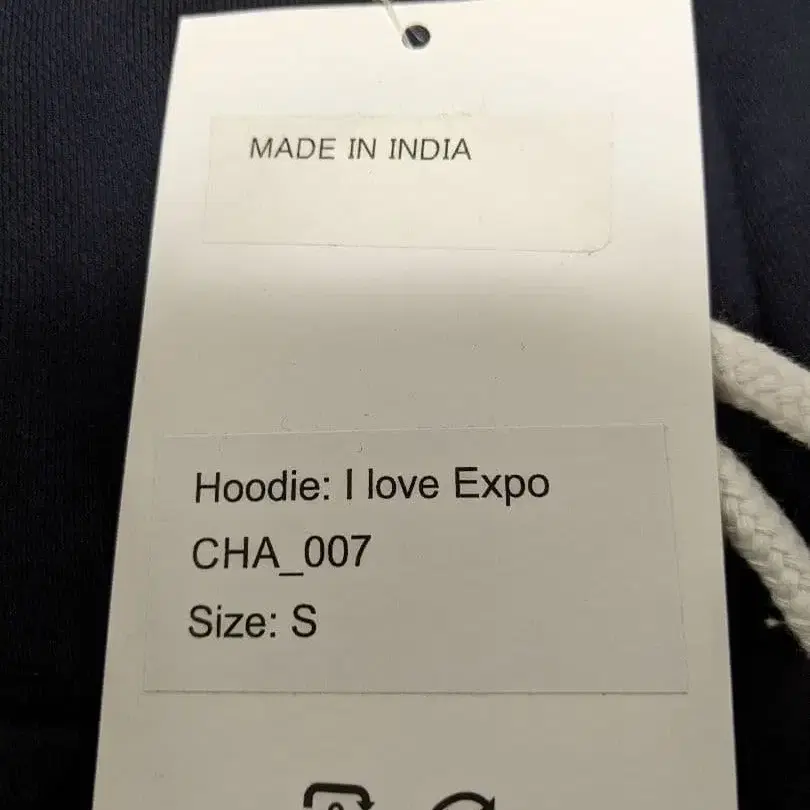 MADE IN INDIA
Hoodie: I love Expo
CHA_007
Size: S